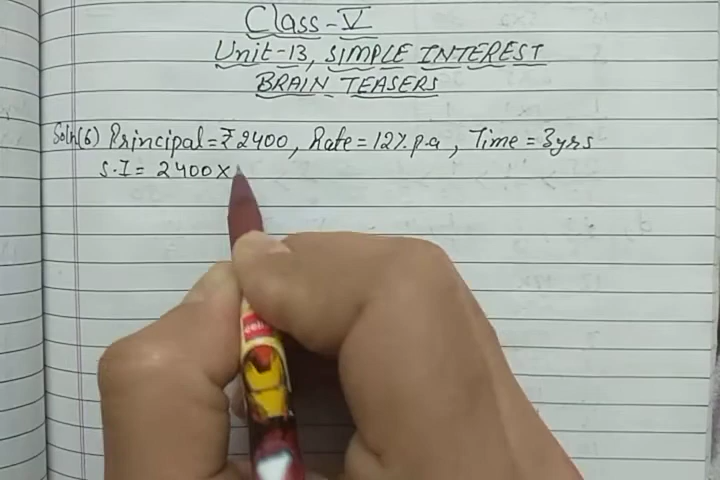 Class-V
Unit-13, SIMPLE INTEREST
BRAIN TEASERS
Soln(6) Principal=₹2400, Rate=12% p.a, Time=3yrs
S.I= 2400×